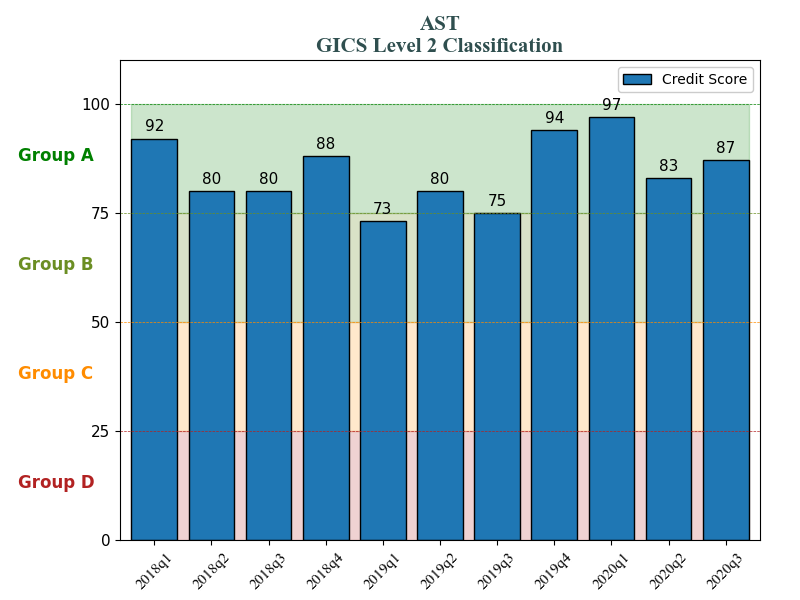 AST
GICS Level 2 Classification
Credit Score
100
75
50
25
0
Group A
Group B
Group C
Group D
92
80
80
88
73
80
75
94
97
83
87
2018q1
2018q2
2018q3
2018q4
2019q1
2019q2
2019q3
2019q4
2020q1
2020q2
2020q3